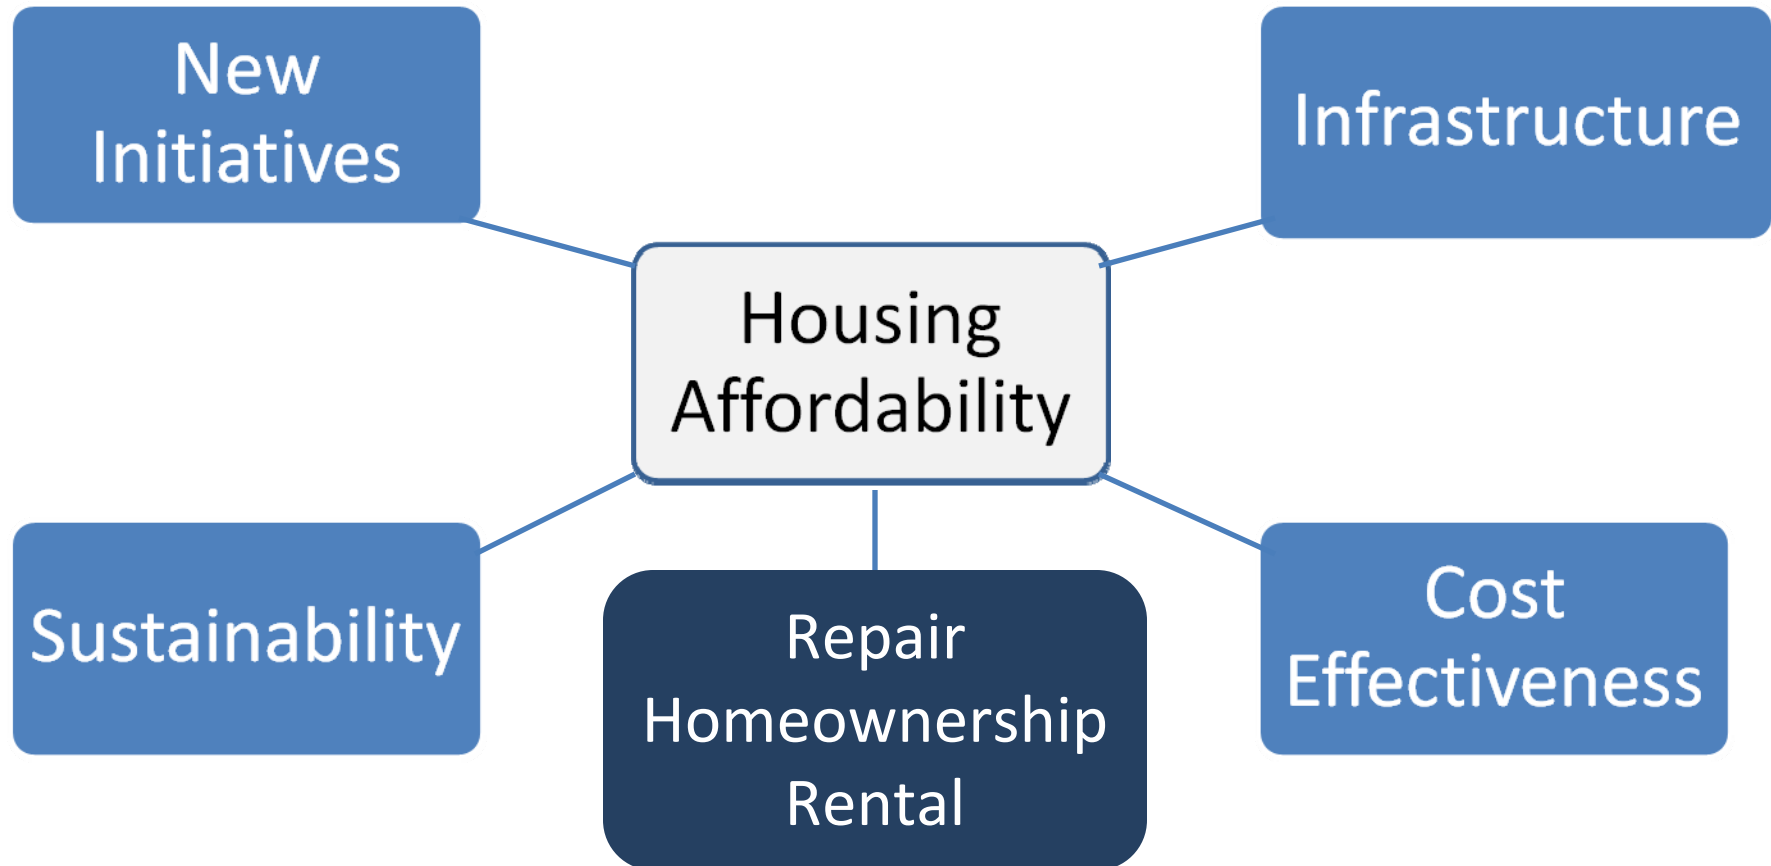 New
Initiatives
Infrastructure
Housing
Affordability
Sustainability
Repair
Homeownership
Rental
Cost
Effectiveness